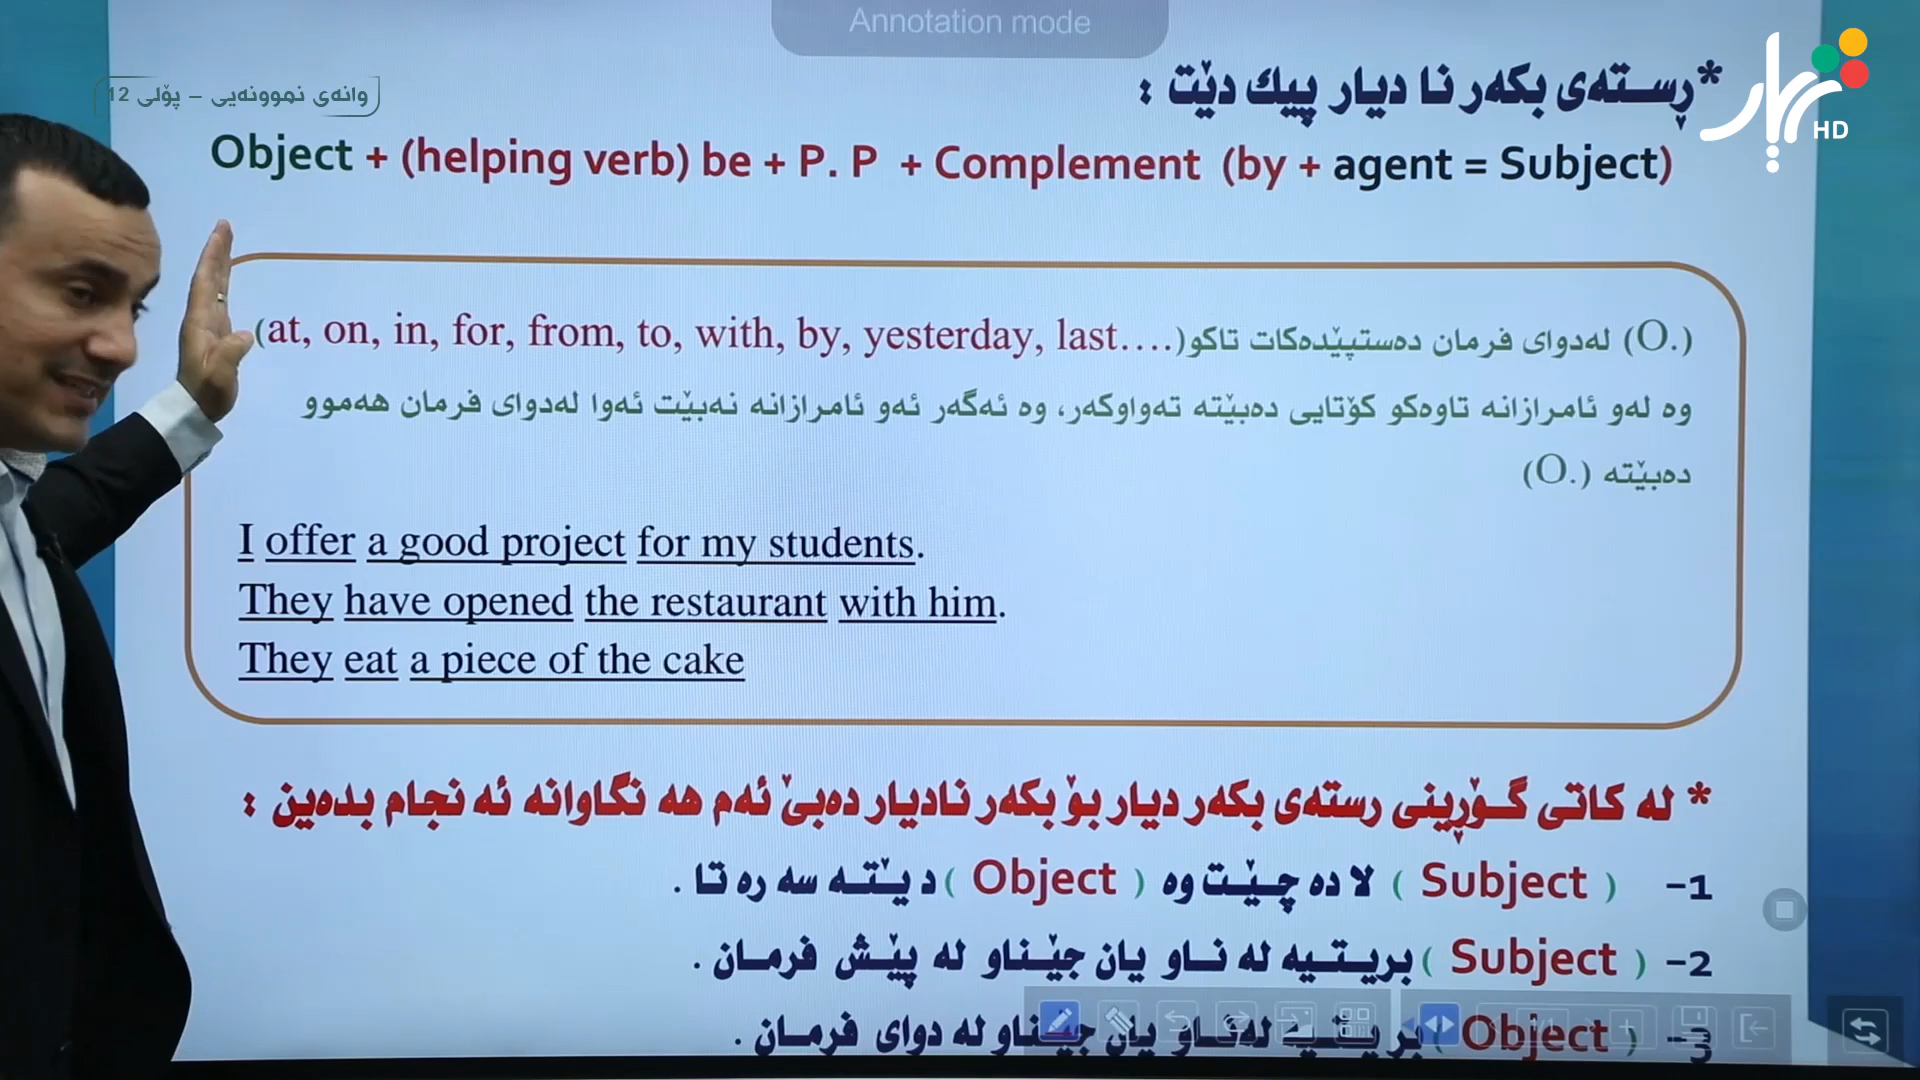 Annotation mode
وانەی نموونەیی – پۆلی 12
HD
*ڕستەی بکەر نا دیار پیك دێت :
Object + (helping verb) be + P. P + Complement (by + agent = Subject)
(O.) لەدوای فرمان دەستپێدەکات تاکو(at, on, in, for, from, to, with, by, yesterday, last….)
وە لەو ئامرازانە تاوەکو کۆتایی دەبێتە تەواوکەر، وە ئەگەر ئەو ئامرازانە نەبێت ئەوا لەدوای فرمان هەموو
دەبێتە (O.)
I offer a good project for my students.
They have opened the restaurant with him.
They eat a piece of the cake
* لە کاتی گۆڕینی رستەی بکەر دیار بۆ بکەر نادیار دەبێ ئەم هە نگاوانە ئە نجام بدەین :
1- ( Subject ) لا دە چێت وە ( Object ) دێتە سە رە تا .
2- ( Subject ) بریتیە لە ناو یان جێناو لە پێش فرمان .
3- ( Object ) بریتیە لەناو یان جێناو لە دوای فرمان .